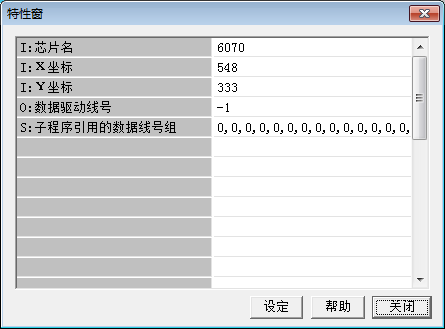 特性窗
I:芯片名 6070
I:X坐标 548
I:Y坐标 333
O:数据驱动线号 -1
S:子程序引用的数据线号组 0,0,0,0,0,0,0,0,0,0,0,0,0,0,
设定 帮助 关闭